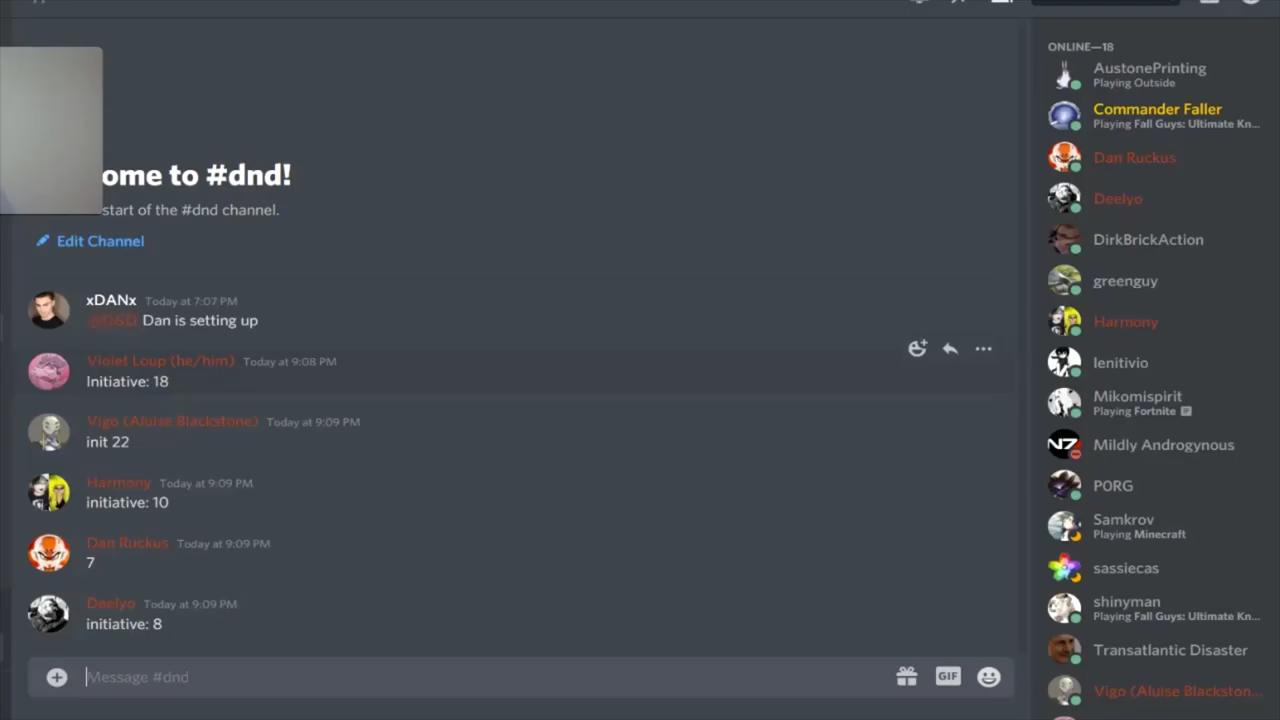 ome to #dnd!
start of the #dnd channel.
Edit Channel
xDANx Today at 7:07 PM
@D&D Dan is setting up
Violet Loup (he/him) Today at 9:08 PM
Initiative: 18
Vigo (Aluise Blackstone) Today at 9:09 PM
init 22
Harmony Today at 9:09 PM
initiative: 10
Dan Ruckus Today at 9:09 PM
7
Deelyo Today at 9:09 PM
initiative: 8
Message #dnd
GIF
ONLINE—18
AustonePrinting
Playing Outside
Commander Faller
Playing Fall Guys: Ultimate Kn...
Dan Ruckus
Deelyo
DirkBrickAction
greenguy
Harmony
lenitivio
Mikomispirit
Playing Fortnite
N7
Mildly Androgynous
P0RG
Samkrov
Playing Minecraft
sassiecas
shinyman
Playing Fall Guys: Ultimate Kn...
Transatlantic Disaster
Vigo (Aluise Blackston...